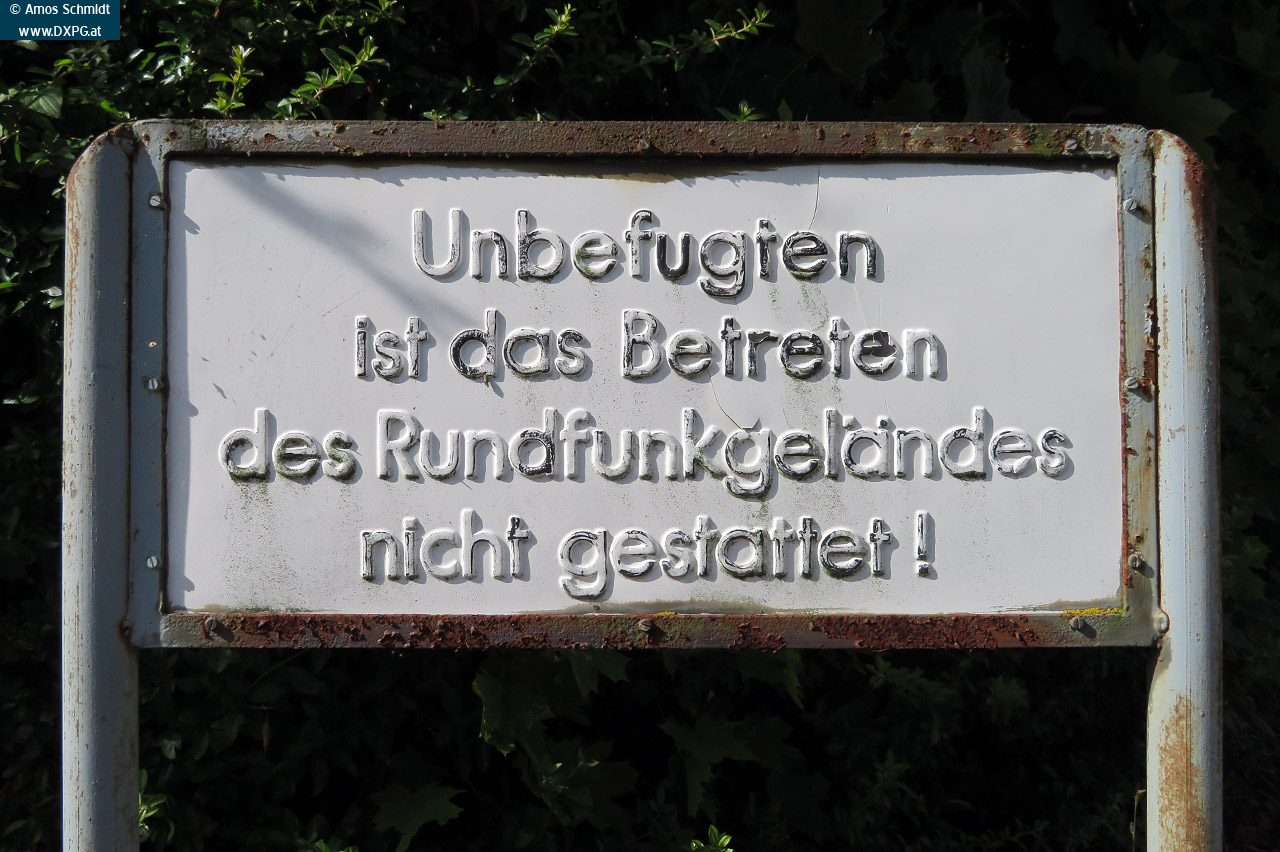 © Amos Schmidt
www.DXPG.at
Unbefugten
ist das Betreten
des Rundfunkgeländes
nicht gestattet !